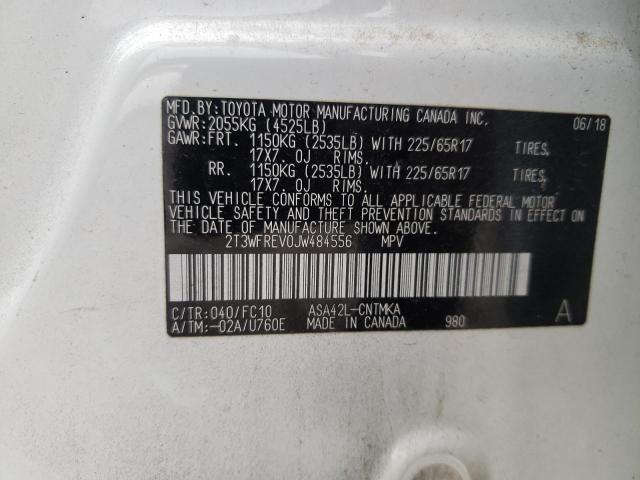 MFD.BY:TOYOTA MOTOR MANUFACTURING CANADA INC. 06/18
GVWR:2055KG (4525LB)
GAWR:FRT. 1150KG (2535LB) WITH 225/65R17 TIRES,
17X7.0J RIMS.
RR. 1150KG (2535LB) WITH 225/65R17 TIRES,
17X7.0J RIMS.
THIS VEHICLE CONFORMS TO ALL APPLICABLE FEDERAL MOTOR
VEHICLE SAFETY AND THEFT PREVENTION STANDARDS IN EFFECT ON
THE DATE OF MANUFACTURE SHOWN ABOVE.
2T3WFREV0JW484556 MPV
C/TR:040/FC10 ASA42L-CNTMKA A
A/TM:-02A/U760E MADE IN CANADA 980